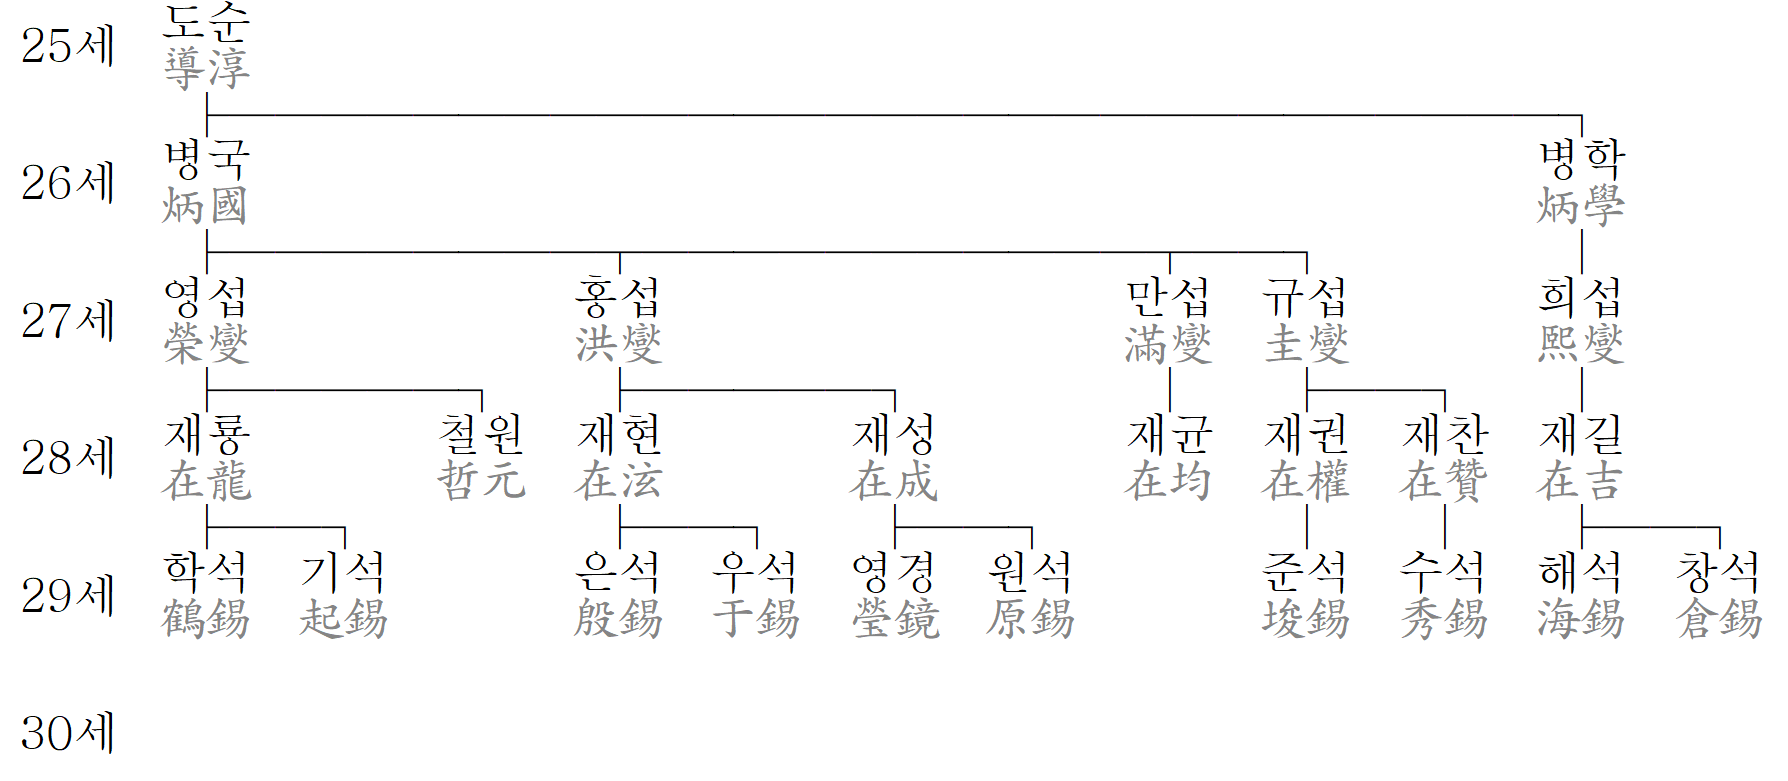 25세 도순
導淳
26세 병국 병학
炳國 炳學
27세 영섭 홍섭 만섭 규섭 희섭
榮燮 洪燮 滿燮 圭燮 熙燮
28세 재룡 철원 재현 재성 재균 재권 재찬 재길
在龍 哲元 在泫 在成 在均 在權 在贊 在吉
29세 학석 기석 은석 우석 영경 원석 준석 수석 해석 창석
鶴錫 起錫 殷錫 于錫 瑩鏡 原錫 埈錫 秀錫 海錫 倉錫
30세